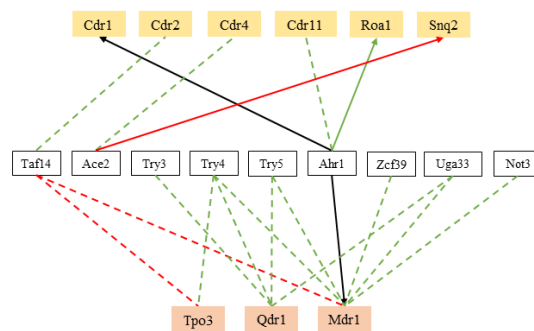 Cdr1 Cdr2 Cdr4 Cdr11 Roa1 Snq2
Taf14 Ace2 Try3 Try4 Try5 Ahr1 Zcf39 Uga33 Not3
Tpo3 Qdr1 Mdr1